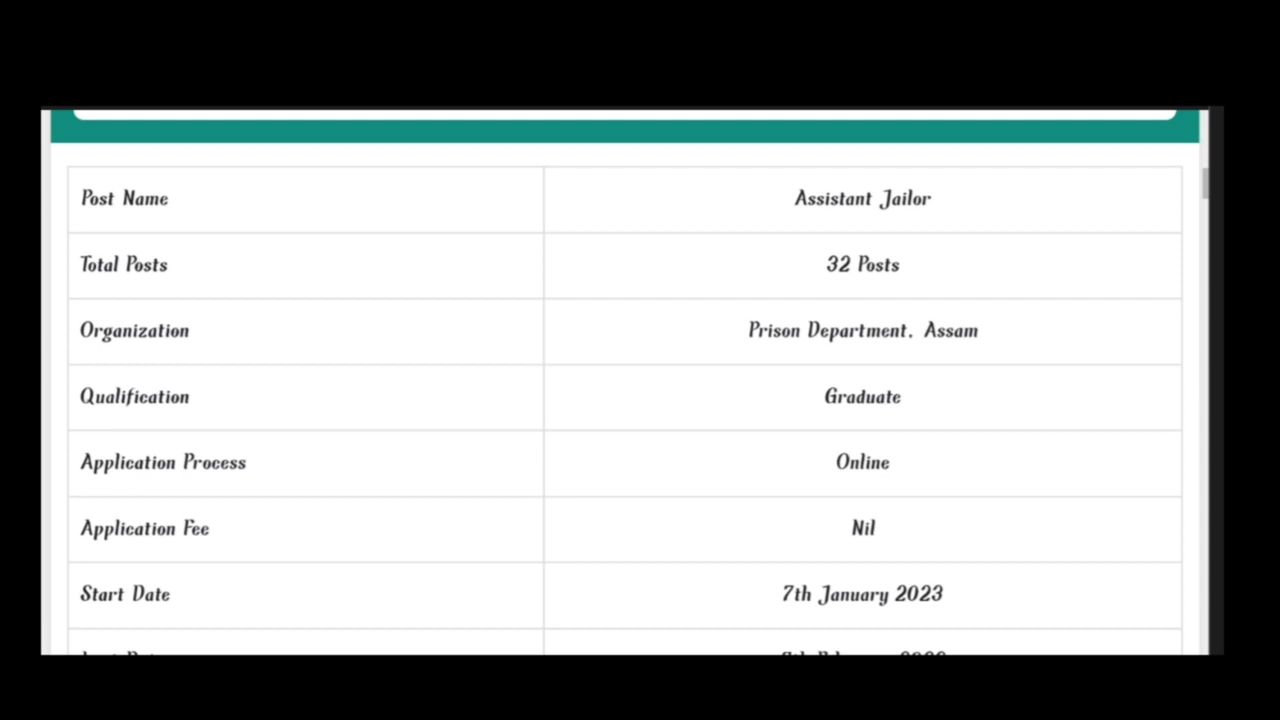 Post Name Assistant Jailor
Total Posts 32 Posts
Organization Prison Department. Assam
Qualification Graduate
Application Process Online
Application Fee Nil
Start Date 7th January 2023